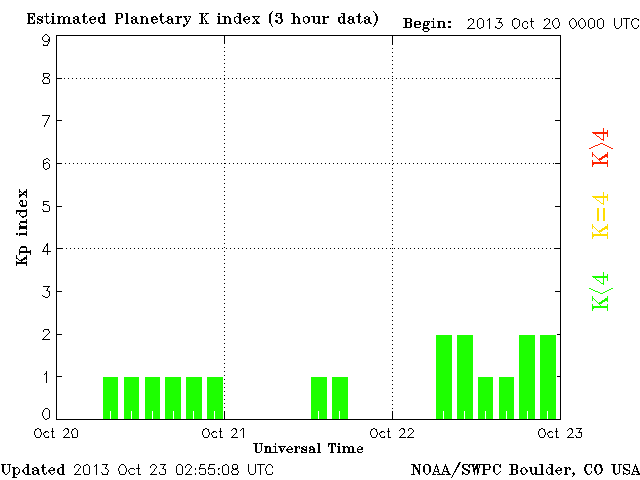 Estimated Planetary K index (3 hour data)
Begin: 2013 Oct 20 0000 UTC
9
8
7
6
5
4
3
2
1
0
Kp index
K>4
K=4
K<4
Oct 20
Oct 21
Oct 22
Oct 23
Universal Time
Updated 2013 Oct 23 02:55:08 UTC
NOAA/SWPC Boulder, CO USA